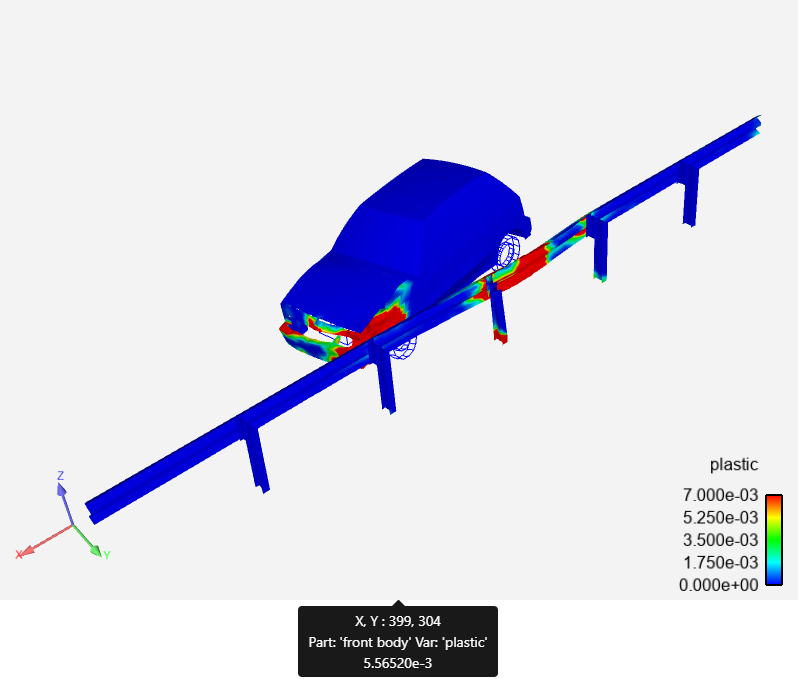 Z
X
Y
plastic
7.000e-03
5.250e-03
3.500e-03
1.750e-03
0.000e+00
X, Y : 399, 304
Part: 'front body' Var: 'plastic'
5.56520e-3